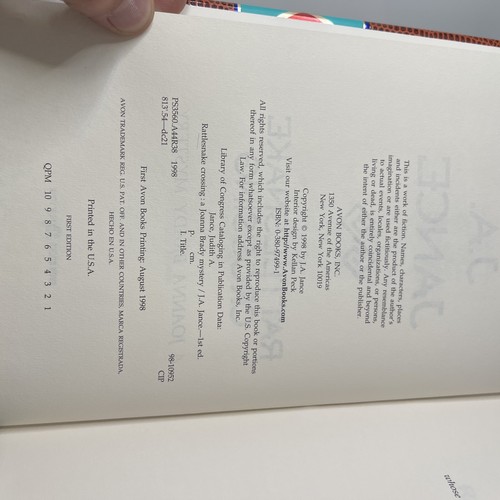 This is a work of fiction. Names, characters, places
and incidents either are the product of the author's
imagination or are used fictitiously. Any resemblance
to actual events, locales, organizations, or persons,
living or dead, is entirely coincidental and beyond
the intent of either the author or the publisher.
AVON BOOKS, INC.
1350 Avenue of the Americas
New York, New York 10019
Copyright © 1998 by J.A. Jance
Interior design by Kellan Peck
Visit our website at http://www.AvonBooks.com
ISBN: 0-380-97499-1
All rights reserved, which includes the right to reproduce this book or portions
thereof in any form whatsoever except as provided by the U.S. Copyright
Law. For information address Avon Books, Inc.
Library of Congress Cataloging in Publication Data:
Jance, Judith A.
Rattlesnake crossing : a Joanna Brady mystery / J.A. Jance.—1st ed.
p. cm.
I. Title.
PS3560.A44R38 1998 98-10952
813'.54—dc21 CIP
First Avon Books Printing: August 1998
AVON TRADEMARK REG. U.S. PAT. OFF. AND IN OTHER COUNTRIES, MARCA REGISTRADA,
HECHO EN U.S.A.
Printed in the U.S.A.
FIRST EDITION
QPM 10 9 8 7 6 5 4 3 2 1